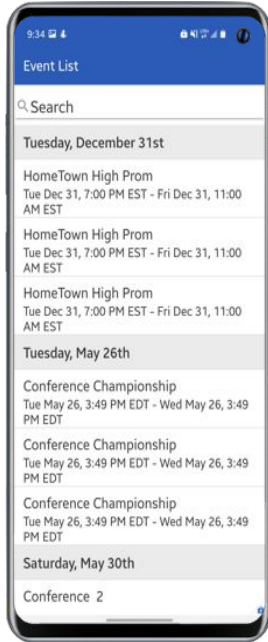 9:34
Event List
Search
Tuesday, December 31st
HomeTown High Prom
Tue Dec 31, 7:00 PM EST - Fri Dec 31, 11:00
AM EST
HomeTown High Prom
Tue Dec 31, 7:00 PM EST - Fri Dec 31, 11:00
AM EST
HomeTown High Prom
Tue Dec 31, 7:00 PM EST - Fri Dec 31, 11:00
AM EST
Tuesday, May 26th
Conference Championship
Tue May 26, 3:49 PM EDT - Wed May 26, 3:49
PM EDT
Conference Championship
Tue May 26, 3:49 PM EDT - Wed May 26, 3:49
PM EDT
Conference Championship
Tue May 26, 3:49 PM EDT - Wed May 26, 3:49
PM EDT
Saturday, May 30th
Conference 2